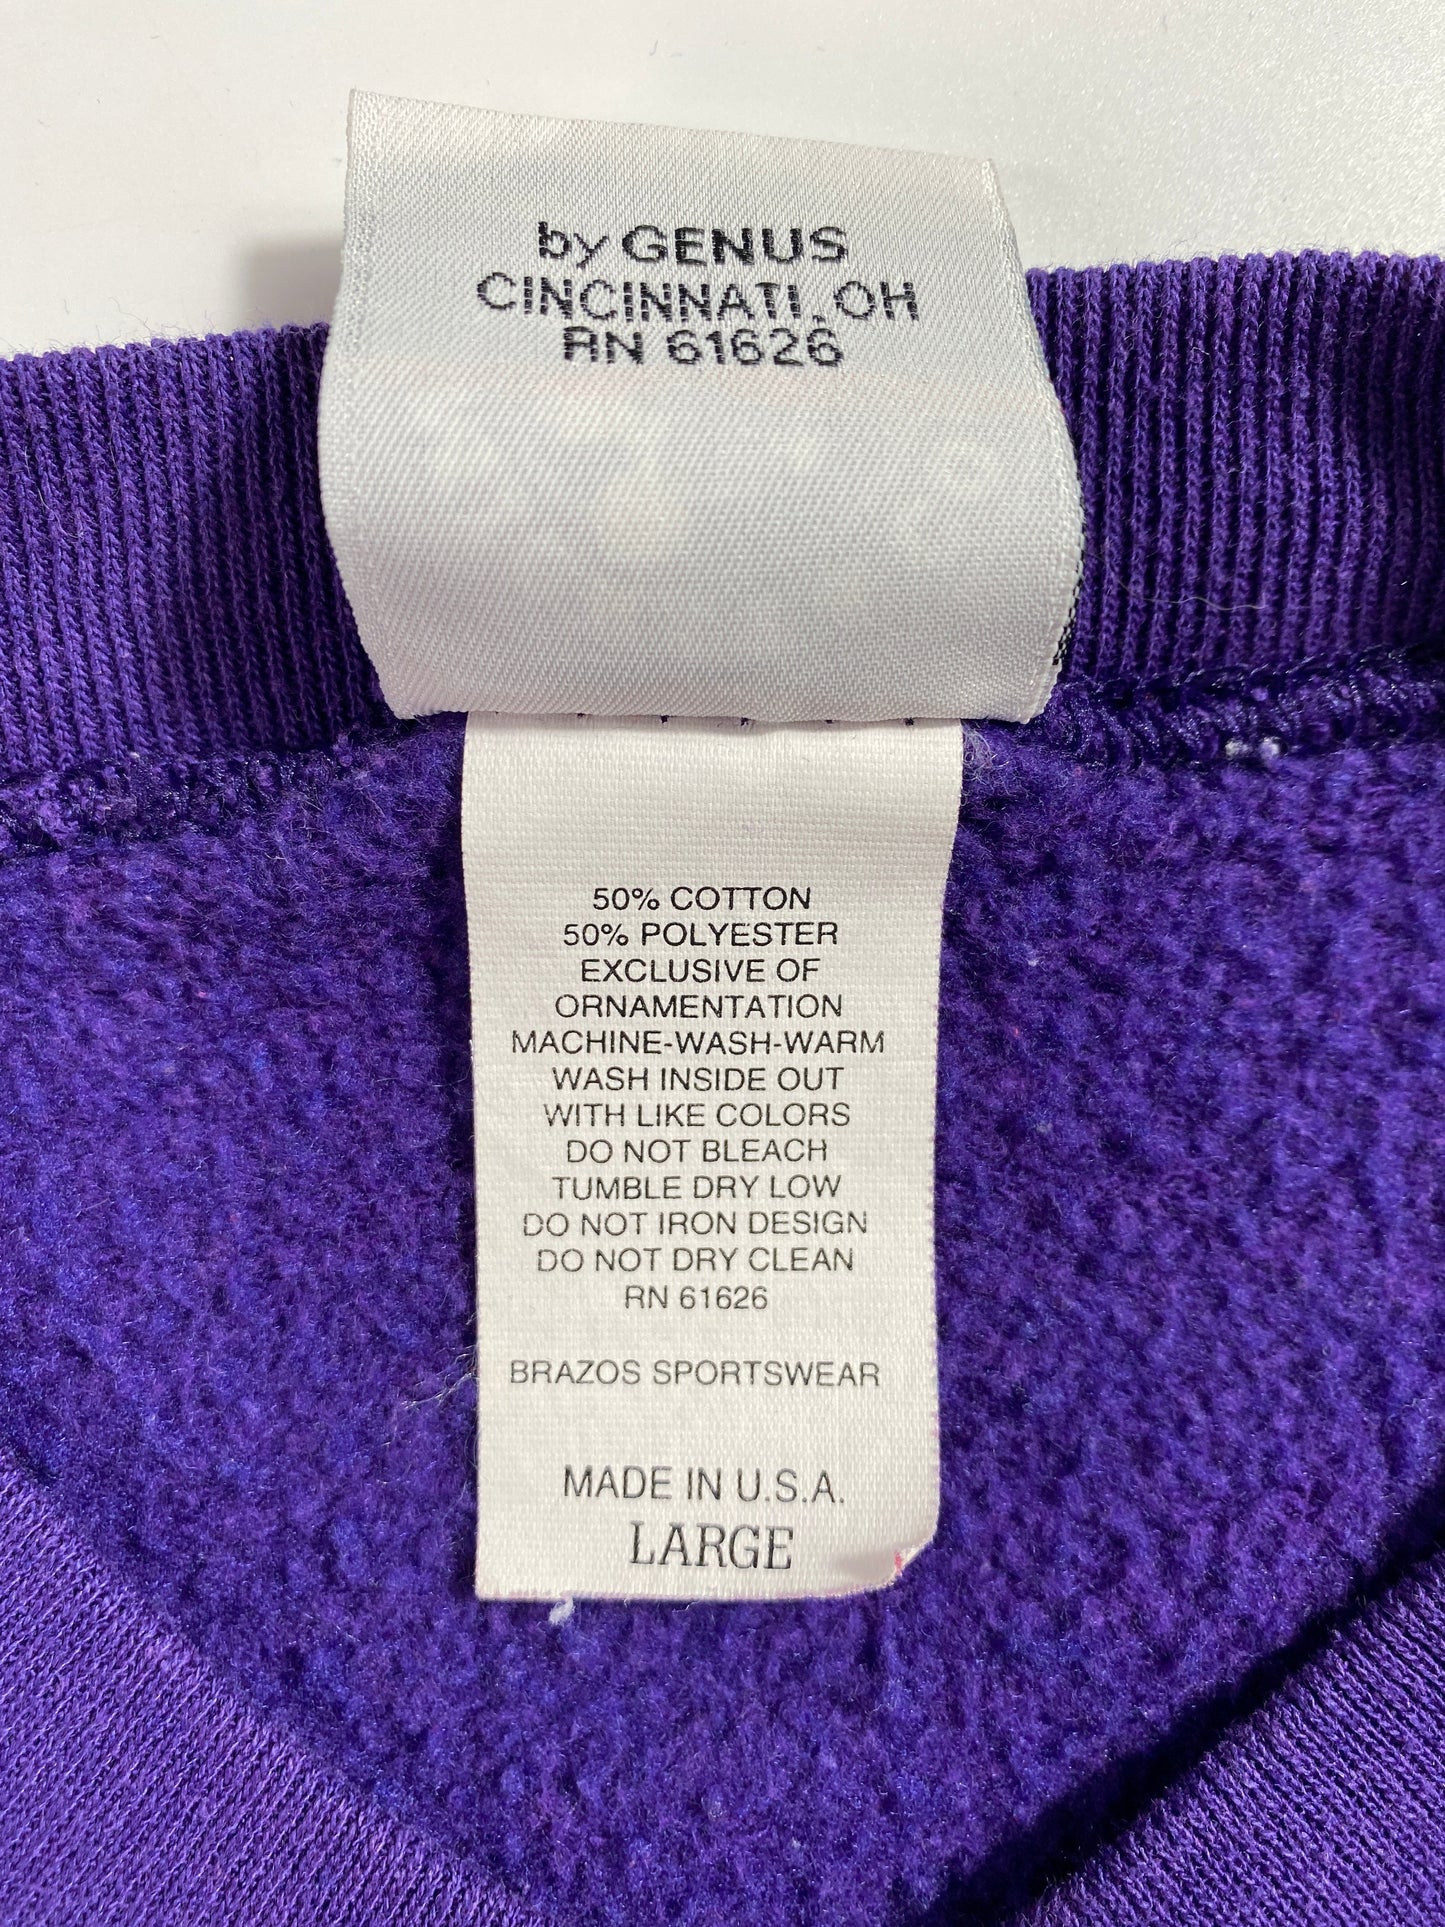 by GENUS
CINCINNATI, OH
RN 61626
50% COTTON
50% POLYESTER
EXCLUSIVE OF
ORNAMENTATION
MACHINE-WASH-WARM
WASH INSIDE OUT
WITH LIKE COLORS
DO NOT BLEACH
TUMBLE DRY LOW
DO NOT IRON DESIGN
DO NOT DRY CLEAN
RN 61626
BRAZOS SPORTSWEAR
MADE IN U.S.A.
LARGE